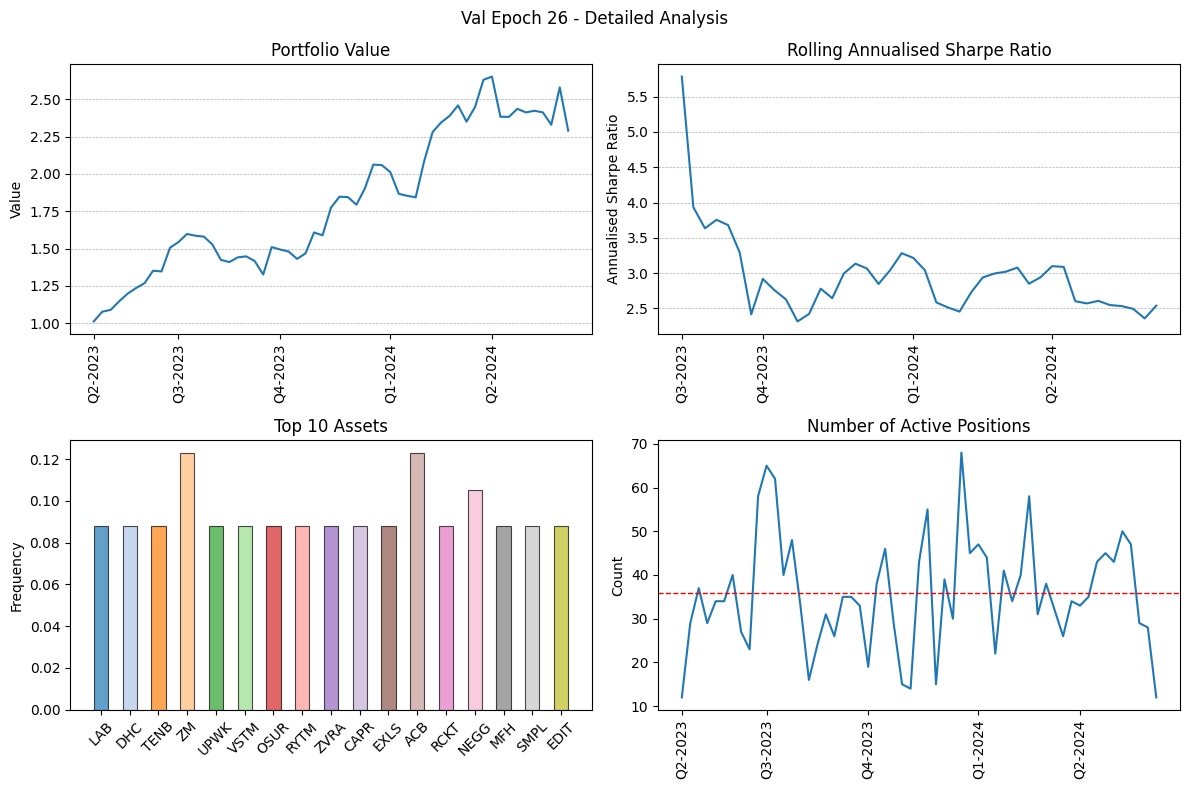 Val Epoch 26 - Detailed Analysis
Portfolio Value
Value
2.50
2.25
2.00
1.75
1.50
1.25
1.00
Q2-2023
Q3-2023
Q4-2023
Q1-2024
Q2-2024
Rolling Annualised Sharpe Ratio
Annualised Sharpe Ratio
5.5
5.0
4.5
4.0
3.5
3.0
2.5
Q3-2023
Q4-2023
Q1-2024
Q2-2024
Top 10 Assets
Frequency
0.12
0.10
0.08
0.06
0.04
0.02
0.00
LAB
DHC
TENB
ZM
UPWK
VSTM
OSUR
RYTM
ZVRA
CAPR
EXLS
ACB
RCKT
NEGG
MFH
SMPL
EDIT
Number of Active Positions
Count
70
60
50
40
30
20
10
Q2-2023
Q3-2023
Q4-2023
Q1-2024
Q2-2024